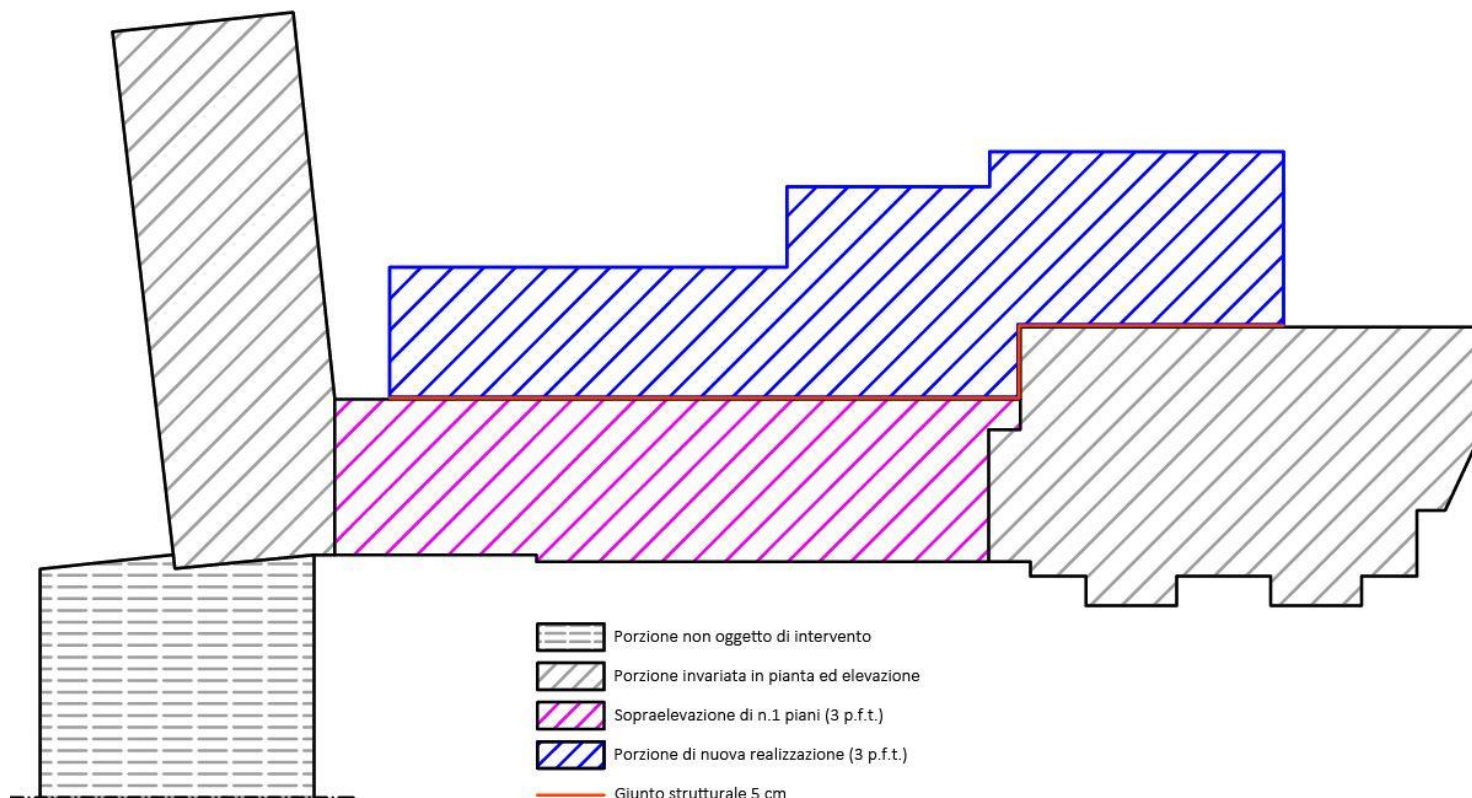 Porzione non oggetto di intervento
Porzione invariata in pianta ed elevazione
Sopraelevazione di n.1 piani (3 p.f.t.)
Porzione di nuova realizzazione (3 p.f.t.)
Giunto strutturale 5 cm